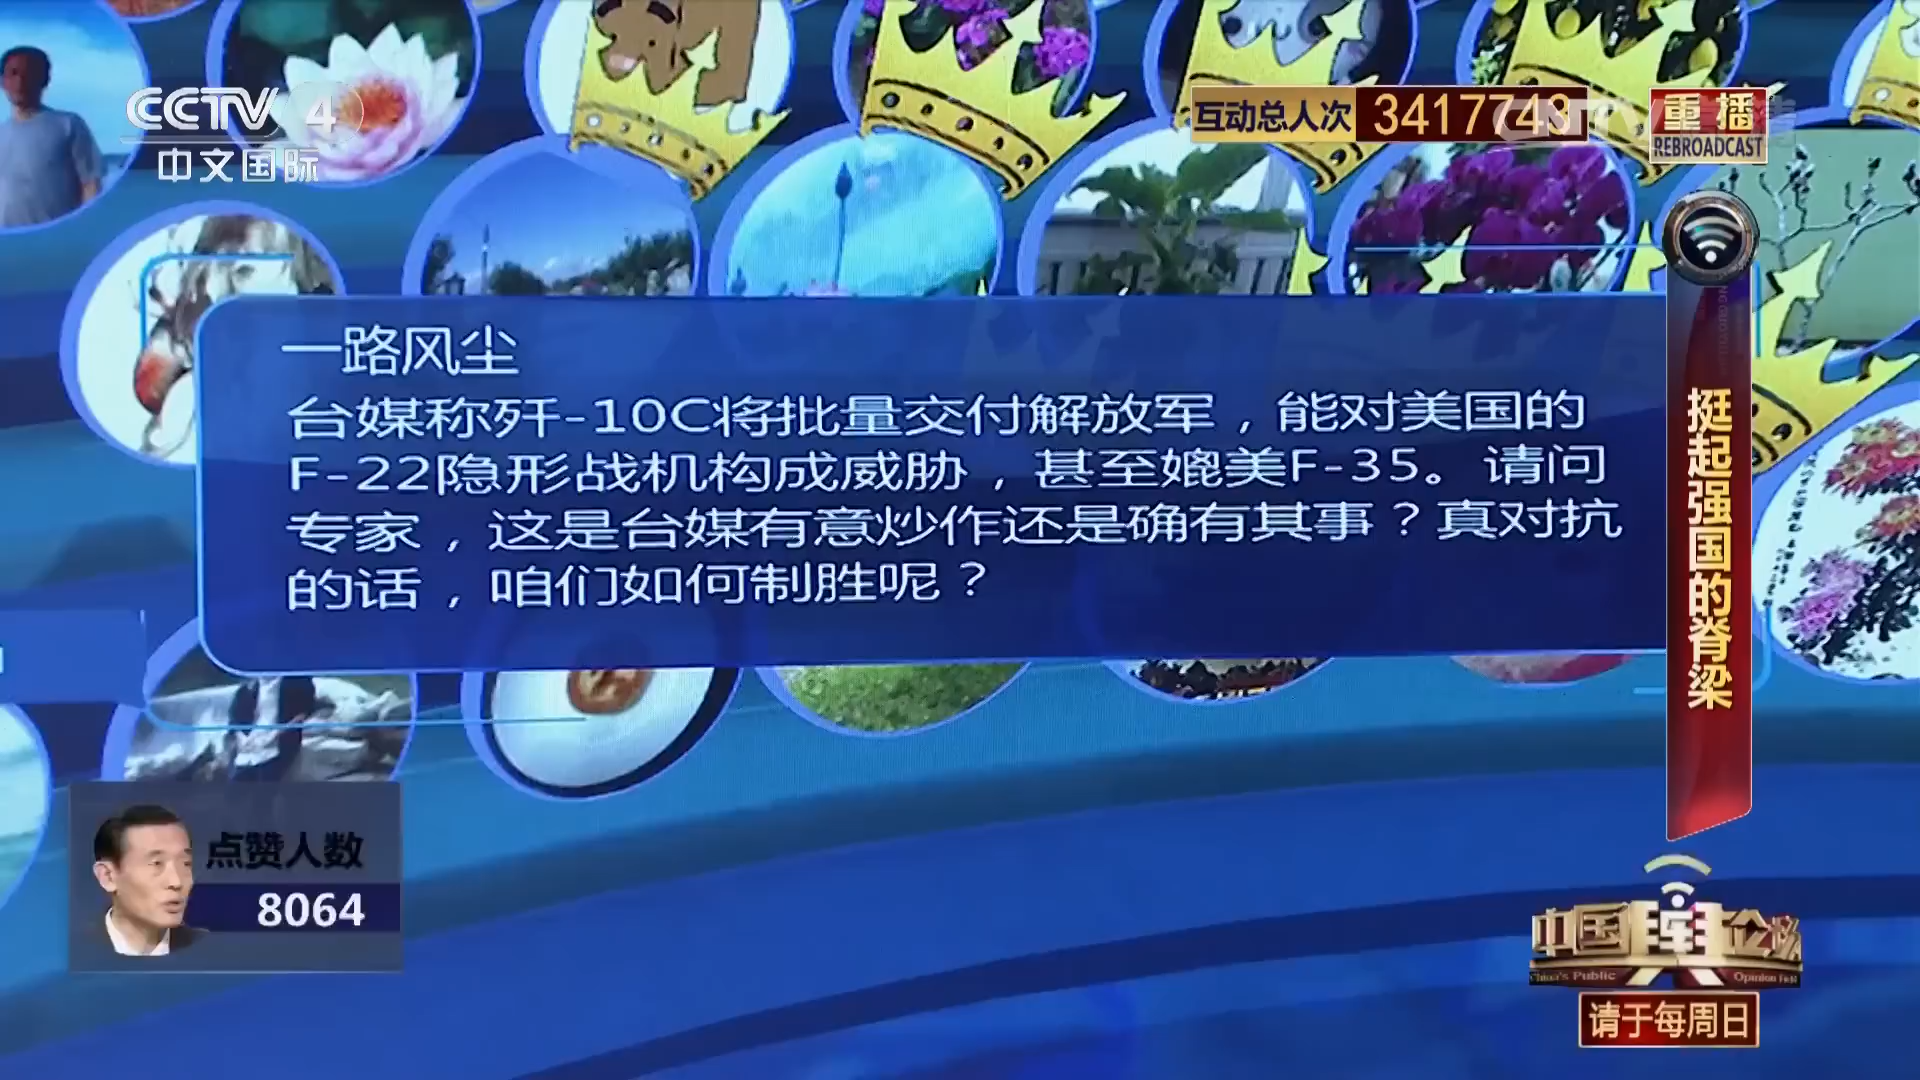 CCTV 4
中文国际
互动总人次 3417743
重播
REBROADCAST
一路风尘
台媒称歼-10C将批量交付解放军，能对美国的
F-22隐形战机构成威胁，甚至媲美F-35。请问
专家，这是台媒有意炒作还是确有其事？真对抗
的话，咱们如何制胜呢？
挺起强国的脊梁
点赞人数
8064
中国舆论场
China's Public Opinion Field
请于每周日